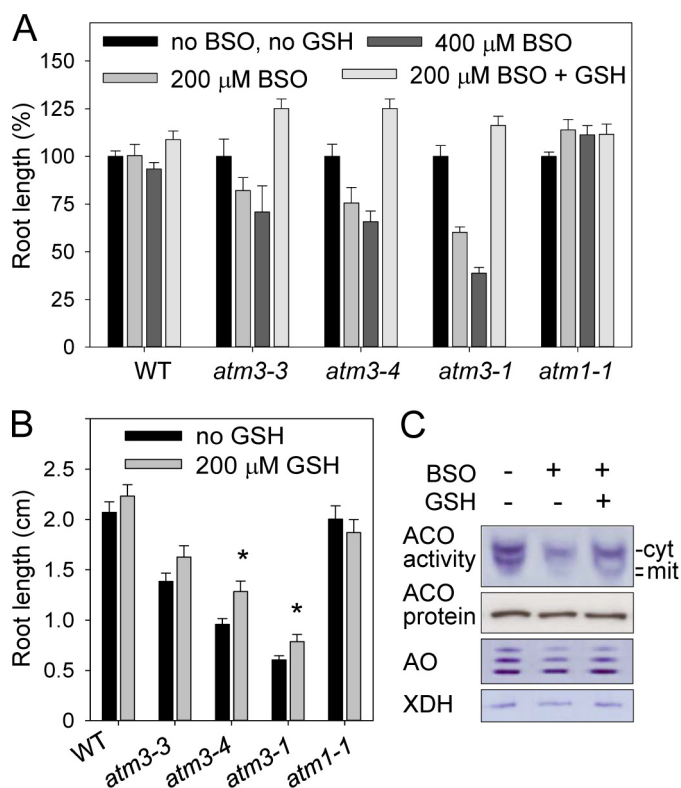 A
no BSO, no GSH
400 μM BSO
200 μM BSO
200 μM BSO + GSH
Root length (%)
150
125
100
75
50
25
0
WT
atm3-3
atm3-4
atm3-1
atm1-1
B
no GSH
200 μM GSH
Root length (cm)
2.5
2.0
1.5
1.0
0.5
0
*
*
WT
atm3-3
atm3-4
atm3-1
atm1-1
C
BSO - + +
GSH - - +
ACO activity
-cyt
=mit
ACO protein
AO
XDH